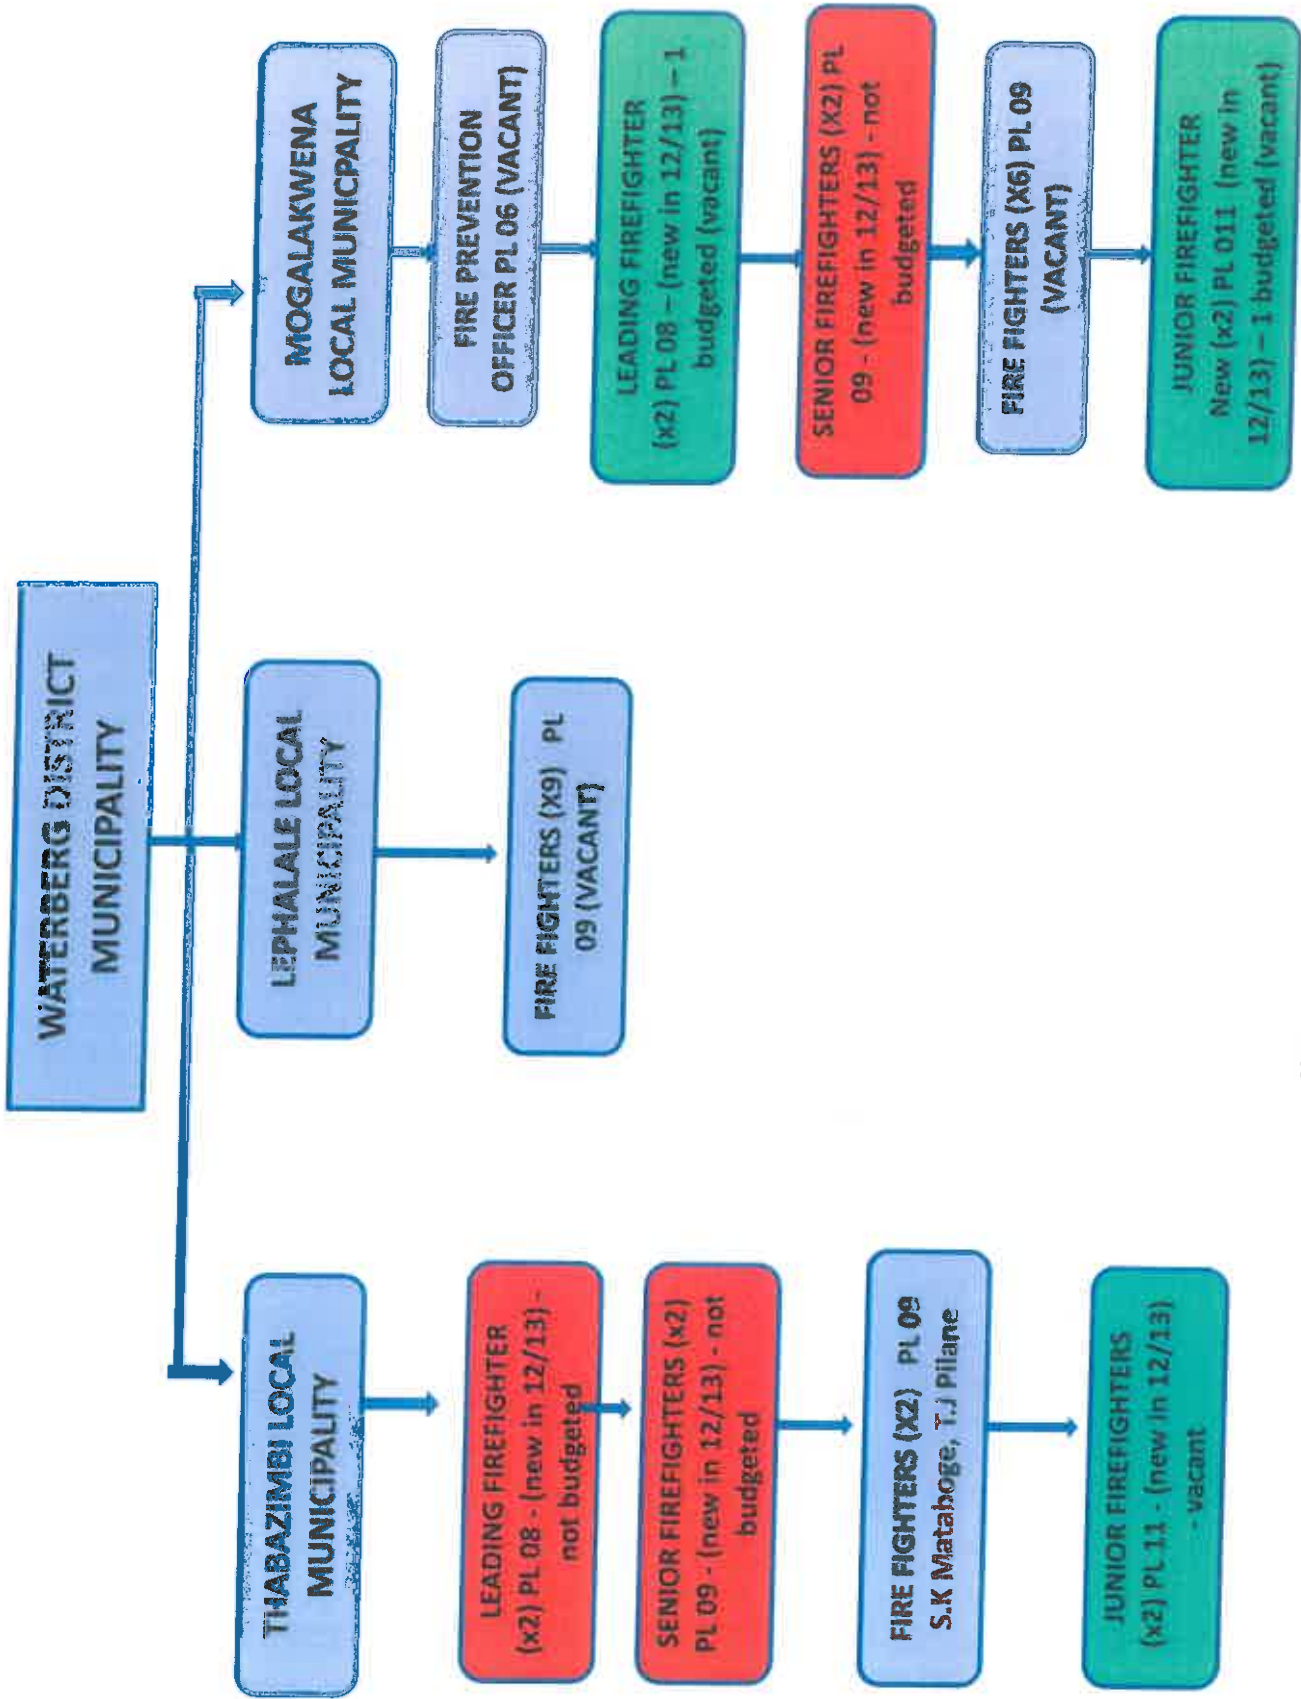 WATERBERG DISTRICT
MUNICIPALITY
THABAZIMBI LOCAL
MUNICIPALITY
LEADING FIREFIGHTER
(x2) PL 08 - (new in 12/13) -
not budgeted
SENIOR FIREFIGHTERS (x2)
PL 09 - (new in 12/13) - not
budgeted
FIRE FIGHTERS (X2) PL 09
S.K Mataboge, T.J Pilane
JUNIOR FIREFIGHTERS
(x2) PL 11 - (new in 12/13)
- vacant
LEPHALALE LOCAL
MUNICIPALITY
FIRE FIGHTERS (X9) PL
09 (VACANT)
MOGALAKWENA
LOCAL MUNICPALITY
FIRE PREVENTION
OFFICER PL 06 (VACANT)
LEADING FIREFIGHTER
(x2) PL 08 – (new in 12/13) – 1
budgeted (vacant)
SENIOR FIREFIGHTERS (X2) PL
09 - (new in 12/13) - not
budgeted
FIRE FIGHTERS (X6) PL 09
(VACANT)
JUNIOR FIREFIGHTER
New (x2) PL 011 (new in
12/13) – 1 budgeted (vacant)